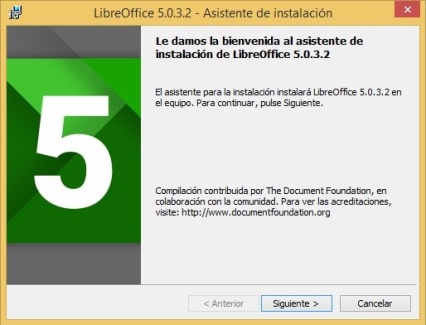 LibreOffice 5.0.3.2 - Asistente de instalación
5
Le damos la bienvenida al asistente de
instalación de LibreOffice 5.0.3.2
El asistente para la instalación instalará LibreOffice 5.0.3.2 en
el equipo. Para continuar, pulse Siguiente.
Compilación contribuida por The Document Foundation, en
colaboración con la comunidad. Para ver las acreditaciones,
visite: http://www.documentfoundation.org
< Anterior Siguiente > Cancelar